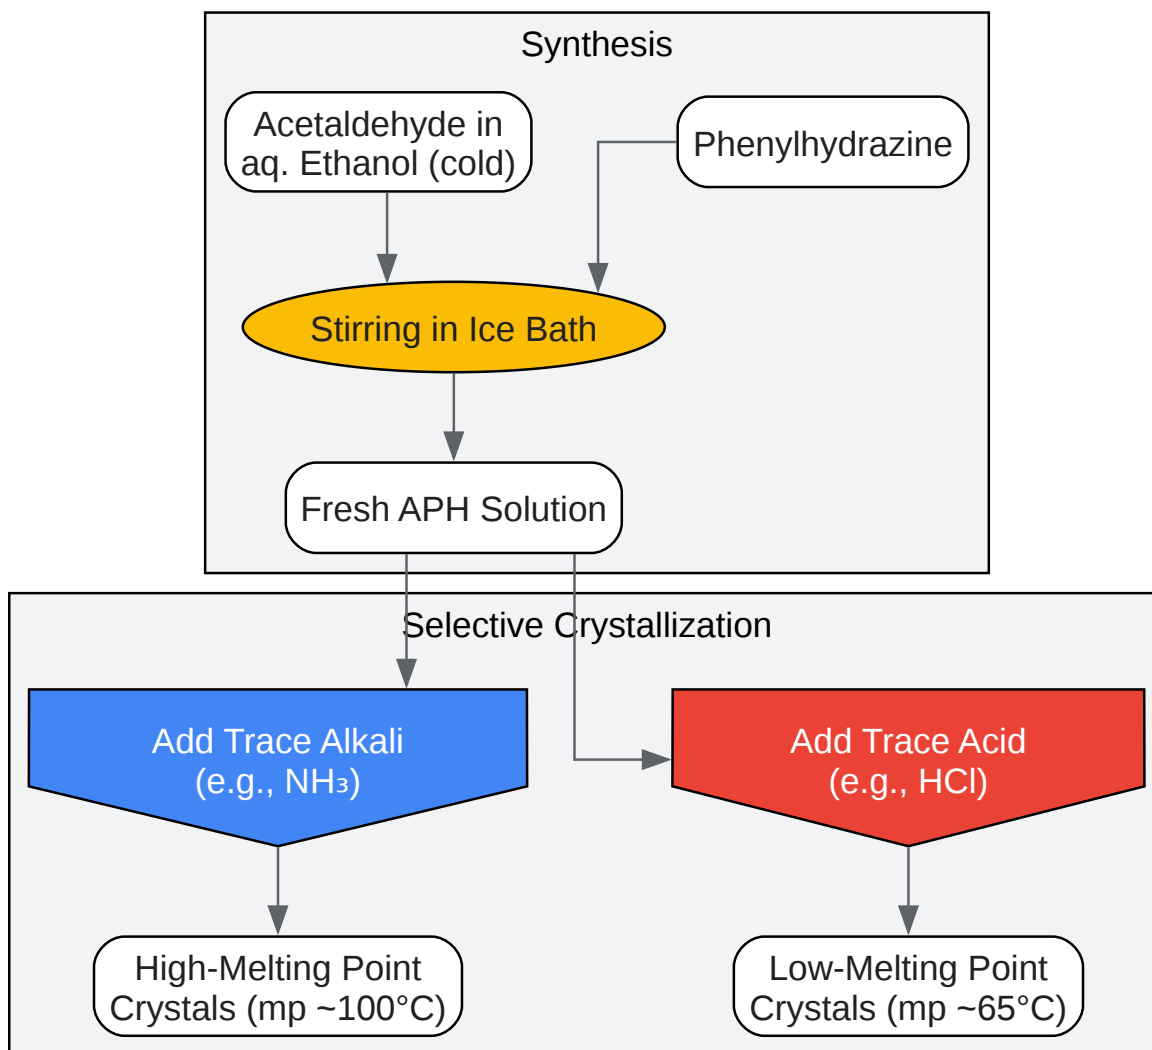 Synthesis
Acetaldehyde in
aq. Ethanol (cold)
Phenylhydrazine
Stirring in Ice Bath
Fresh APH Solution
Selective Crystallization
Add Trace Alkali
(e.g., NH₃)
Add Trace Acid
(e.g., HCl)
High-Melting Point
Crystals (mp ~100°C)
Low-Melting Point
Crystals (mp ~65°C)